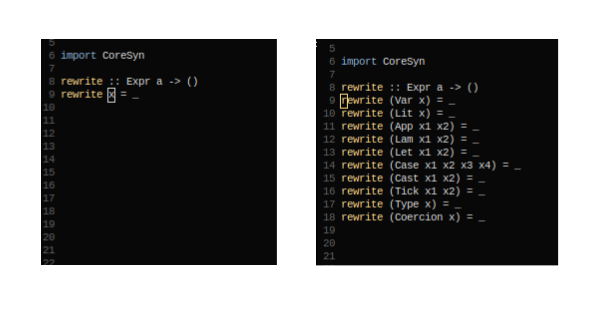 5
6 import CoreSyn
7
8 rewrite :: Expr a -> ()
9 rewrite x = _
10
11
12
13
14
15
16
17
18
19
20
21
22
5
6 import CoreSyn
7
8 rewrite :: Expr a -> ()
9 rewrite (Var x) = _
10 rewrite (Lit x) = _
11 rewrite (App x1 x2) = _
12 rewrite (Lam x1 x2) = _
13 rewrite (Let x1 x2) = _
14 rewrite (Case x1 x2 x3 x4) = _
15 rewrite (Cast x1 x2) = _
16 rewrite (Tick x1 x2) = _
17 rewrite (Type x) = _
18 rewrite (Coercion x) = _
19
20
21